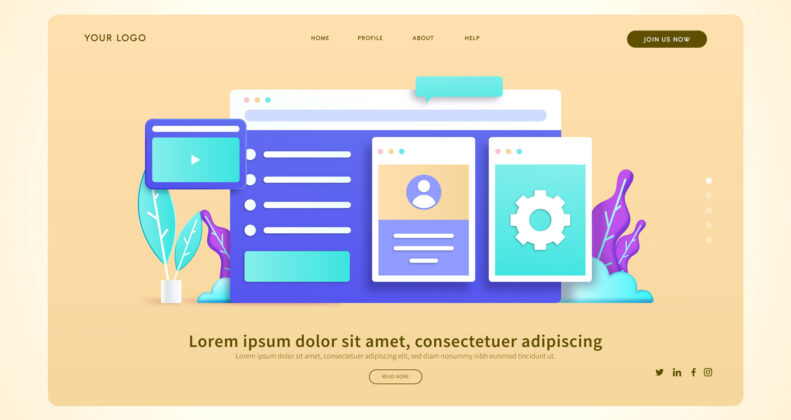 YOUR LOGO
HOME PROFILE ABOUT HELP
JOIN US NOW
Lorem ipsum dolor sit amet, consectetuer adipiscing
Lorem ipsum dolor sit amet, consectetuer adipiscing elit, sed diam nonummy nibh euismod tincidunt ut.
READ MORE